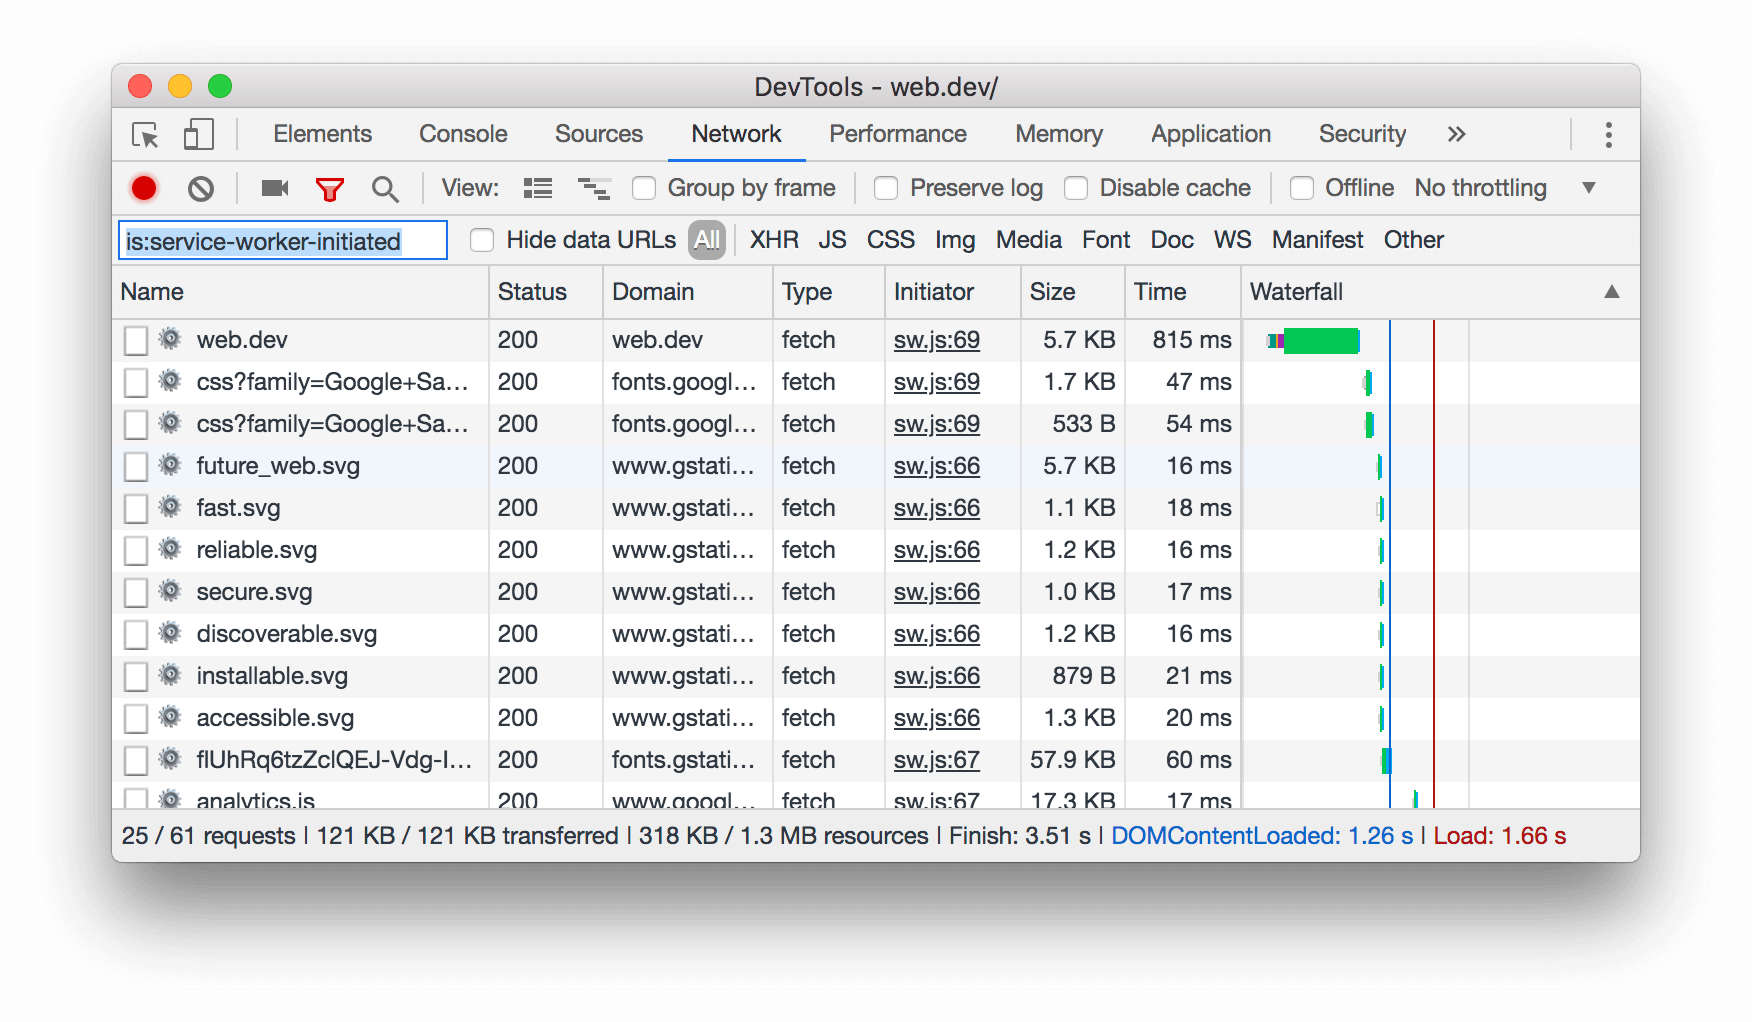 DevTools - web.dev/
Elements Console Sources Network Performance Memory Application Security »
View: Group by frame Preserve log Disable cache Offline No throttling
is:service-worker-initiated Hide data URLs All XHR JS CSS Img Media Font Doc WS Manifest Other
Name Status Domain Type Initiator Size Time Waterfall
web.dev 200 web.dev fetch sw.js:69 5.7 KB 815 ms
css?family=Google+Sa… 200 fonts.googl… fetch sw.js:69 1.7 KB 47 ms
css?family=Google+Sa… 200 fonts.googl… fetch sw.js:69 533 B 54 ms
future_web.svg 200 www.gstati… fetch sw.js:66 5.7 KB 16 ms
fast.svg 200 www.gstati… fetch sw.js:66 1.1 KB 18 ms
reliable.svg 200 www.gstati… fetch sw.js:66 1.2 KB 16 ms
secure.svg 200 www.gstati… fetch sw.js:66 1.0 KB 17 ms
discoverable.svg 200 www.gstati… fetch sw.js:66 1.2 KB 16 ms
installable.svg 200 www.gstati… fetch sw.js:66 879 B 21 ms
accessible.svg 200 www.gstati… fetch sw.js:66 1.3 KB 20 ms
flUhRq6tzZclQEJ-Vdg-I… 200 fonts.gstati… fetch sw.js:67 57.9 KB 60 ms
analytics.js 200 www.googl… fetch sw.js:67 17.3 KB 17 ms
25 / 61 requests | 121 KB / 121 KB transferred | 318 KB / 1.3 MB resources | Finish: 3.51 s | DOMContentLoaded: 1.26 s | Load: 1.66 s